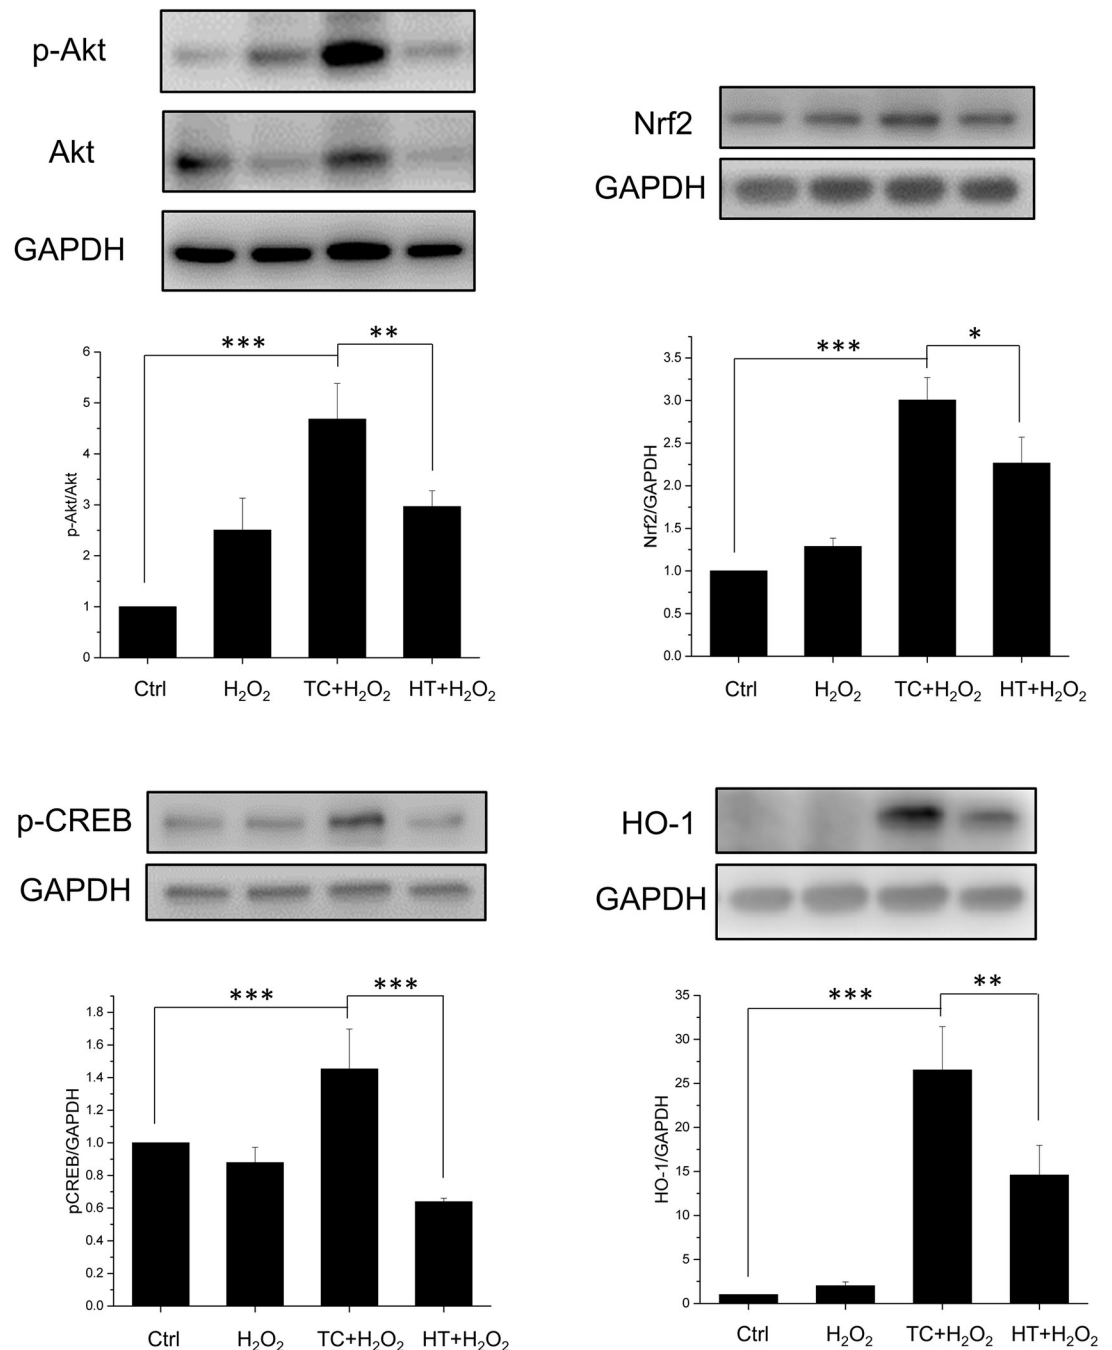 p-Akt
Akt
GAPDH
*** **
6
5
4
3
2
1
0
p-Akt/Akt
Ctrl H₂O₂ TC+H₂O₂ HT+H₂O₂
Nrf2
GAPDH
*** *
3.5
3.0
2.5
2.0
1.5
1.0
0.5
0.0
Nrf2/GAPDH
Ctrl H₂O₂ TC+H₂O₂ HT+H₂O₂
p-CREB
GAPDH
*** ***
1.8
1.6
1.4
1.2
1.0
0.8
0.6
0.4
0.2
0.0
pCREB/GAPDH
Ctrl H₂O₂ TC+H₂O₂ HT+H₂O₂
HO-1
GAPDH
*** **
35
30
25
20
15
10
5
0
HO-1/GAPDH
Ctrl H₂O₂ TC+H₂O₂ HT+H₂O₂